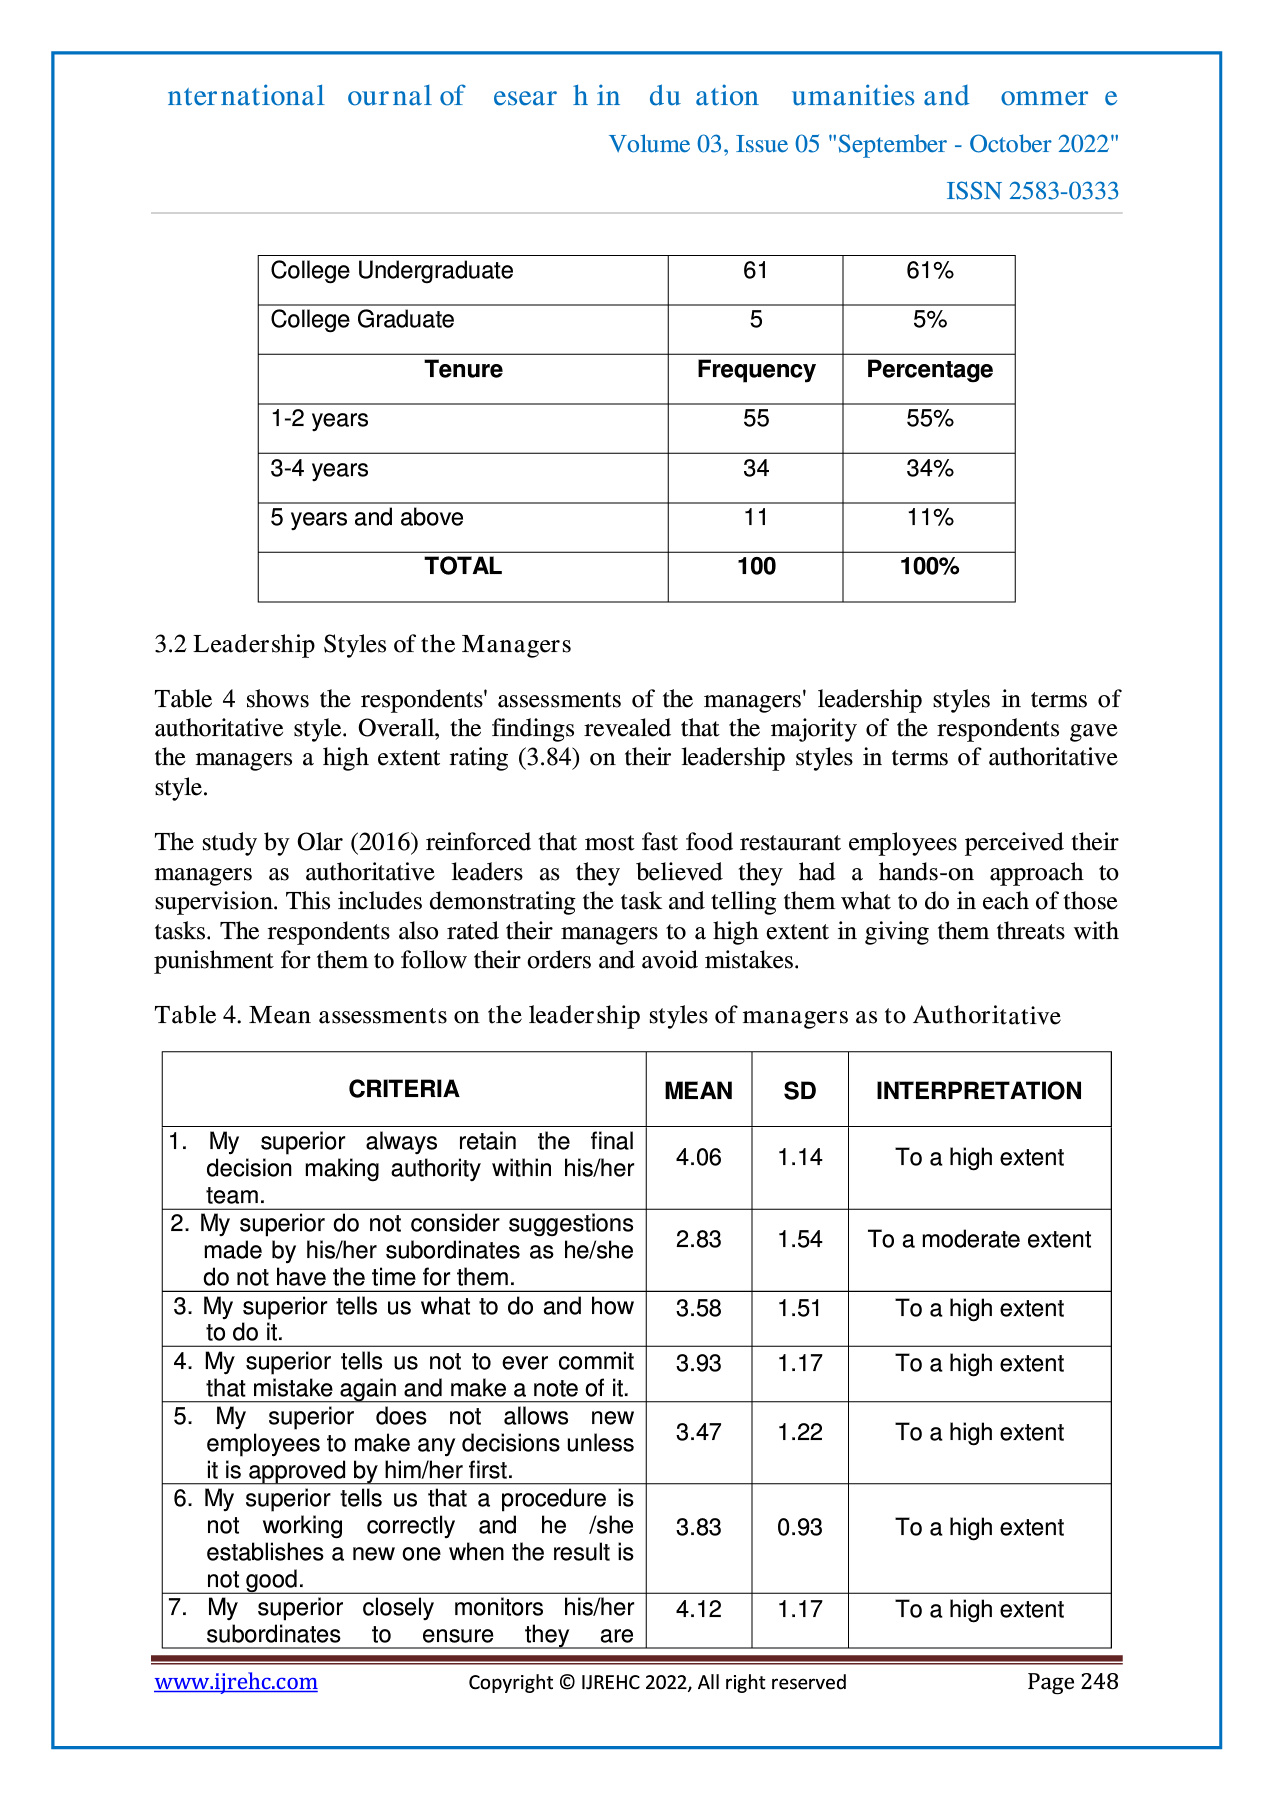 nternational ournal of esear h in du ation umanities and ommer e
Volume 03, Issue 05 "September - October 2022"
ISSN 2583-0333
College Undergraduate 61 61%
College Graduate 5 5%
Tenure Frequency Percentage
1-2 years 55 55%
3-4 years 34 34%
5 years and above 11 11%
TOTAL 100 100%
3.2 Leadership Styles of the Managers
Table 4 shows the respondents' assessments of the managers' leadership styles in terms of
authoritative style. Overall, the findings revealed that the majority of the respondents gave
the managers a high extent rating (3.84) on their leadership styles in terms of authoritative
style.
The study by Olar (2016) reinforced that most fast food restaurant employees perceived their
managers as authoritative leaders as they believed they had a hands-on approach to
supervision. This includes demonstrating the task and telling them what to do in each of those
tasks. The respondents also rated their managers to a high extent in giving them threats with
punishment for them to follow their orders and avoid mistakes.
Table 4. Mean assessments on the leadership styles of managers as to Authoritative
CRITERIA MEAN SD INTERPRETATION
1. My superior always retain the final
decision making authority within his/her
team.
4.06 1.14 To a high extent
2. My superior do not consider suggestions
made by his/her subordinates as he/she
do not have the time for them.
2.83 1.54 To a moderate extent
3. My superior tells us what to do and how
to do it.
3.58 1.51 To a high extent
4. My superior tells us not to ever commit
that mistake again and make a note of it.
3.93 1.17 To a high extent
5. My superior does not allows new
employees to make any decisions unless
it is approved by him/her first.
3.47 1.22 To a high extent
6. My superior tells us that a procedure is
not working correctly and he /she
establishes a new one when the result is
not good.
3.83 0.93 To a high extent
7. My superior closely monitors his/her
subordinates to ensure they are
4.12 1.17 To a high extent
www.ijrehc.com Copyright © IJREHC 2022, All right reserved Page 248